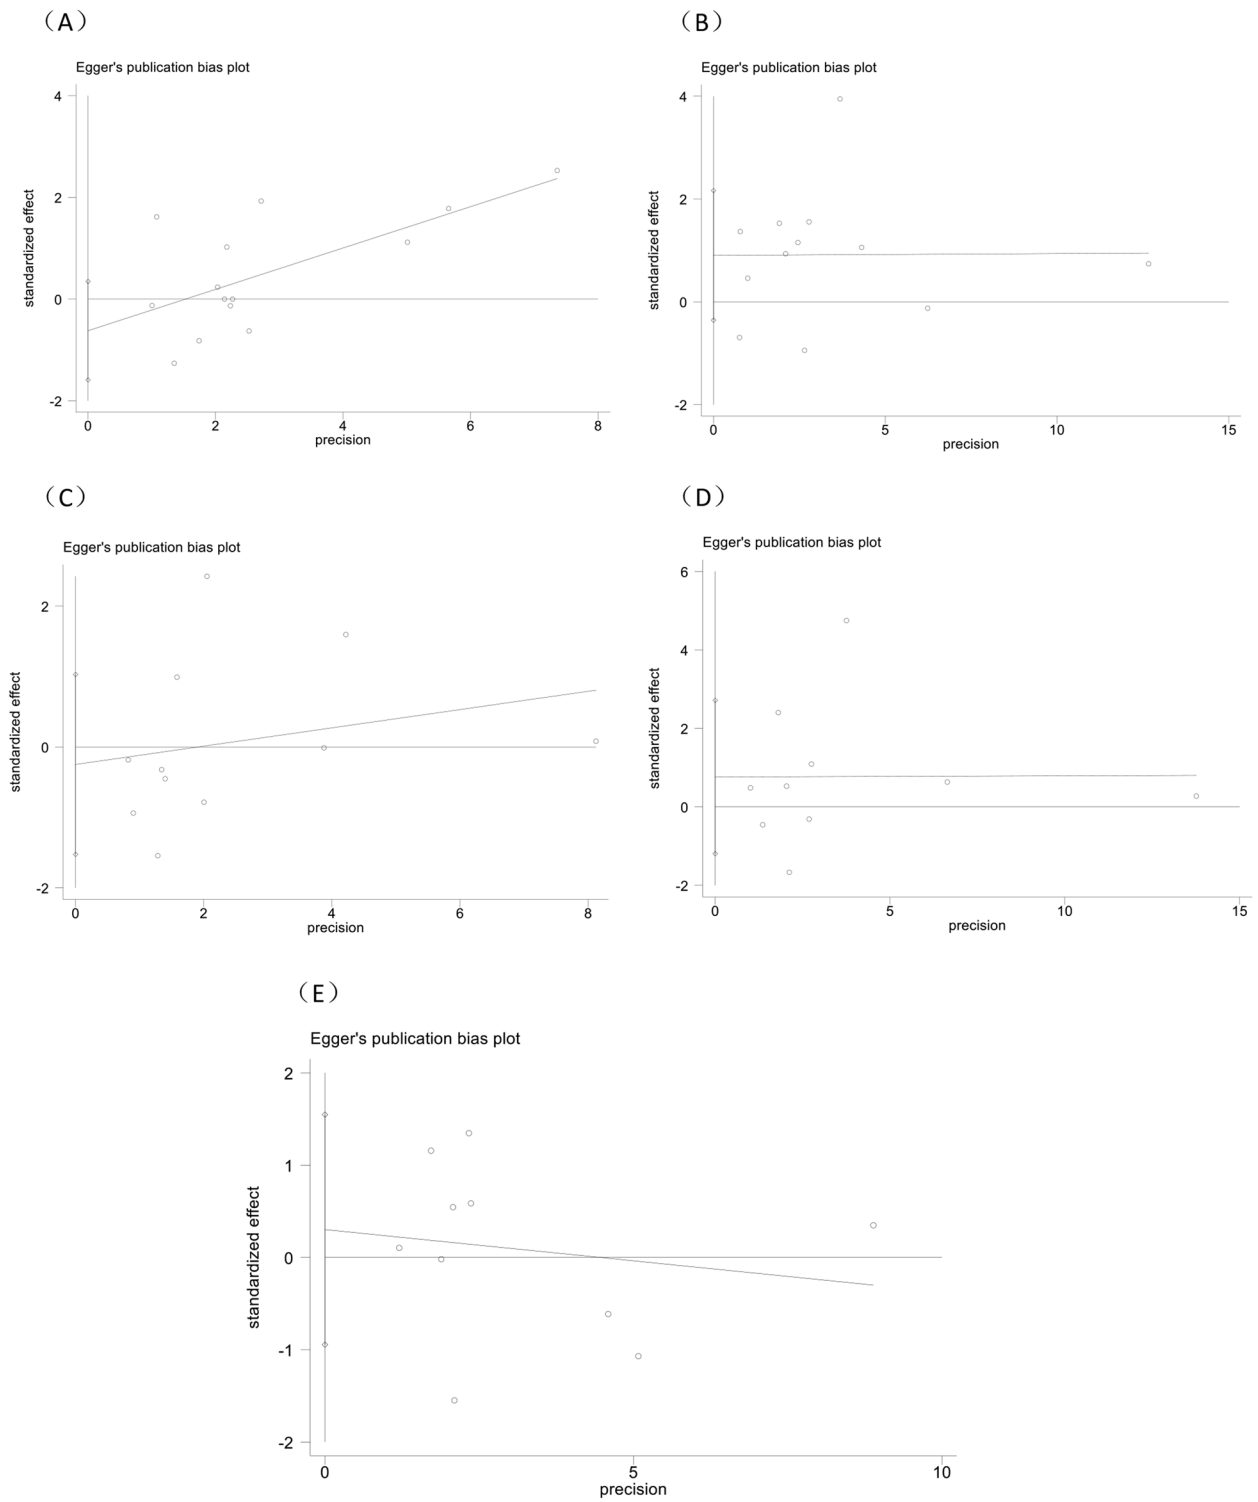 （A）
Egger's publication bias plot
standardized effect
4
2
0
-2
0 2 4 6 8
precision
（B）
Egger's publication bias plot
standardized effect
4
2
0
-2
0 5 10 15
precision
（C）
Egger's publication bias plot
standardized effect
2
0
-2
0 2 4 6 8
precision
（D）
Egger's publication bias plot
standardized effect
6
4
2
0
-2
0 5 10 15
precision
（E）
Egger's publication bias plot
standardized effect
2
1
0
-1
-2
0 5 10
precision